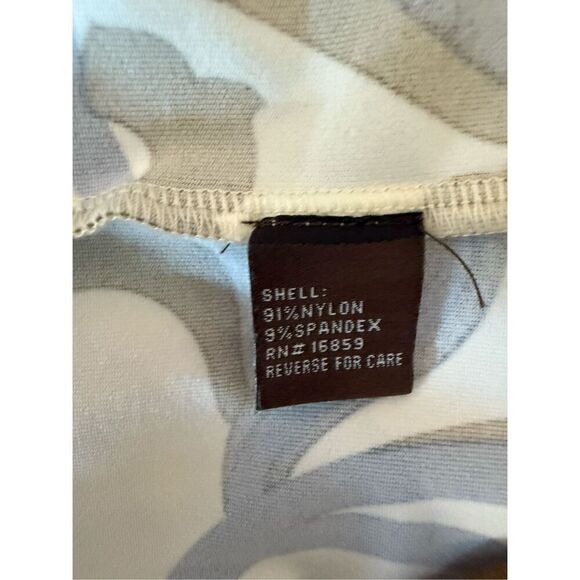 SHELL:
91%NYLON
9%SPANDEX
RN# 16859
REVERSE FOR CARE